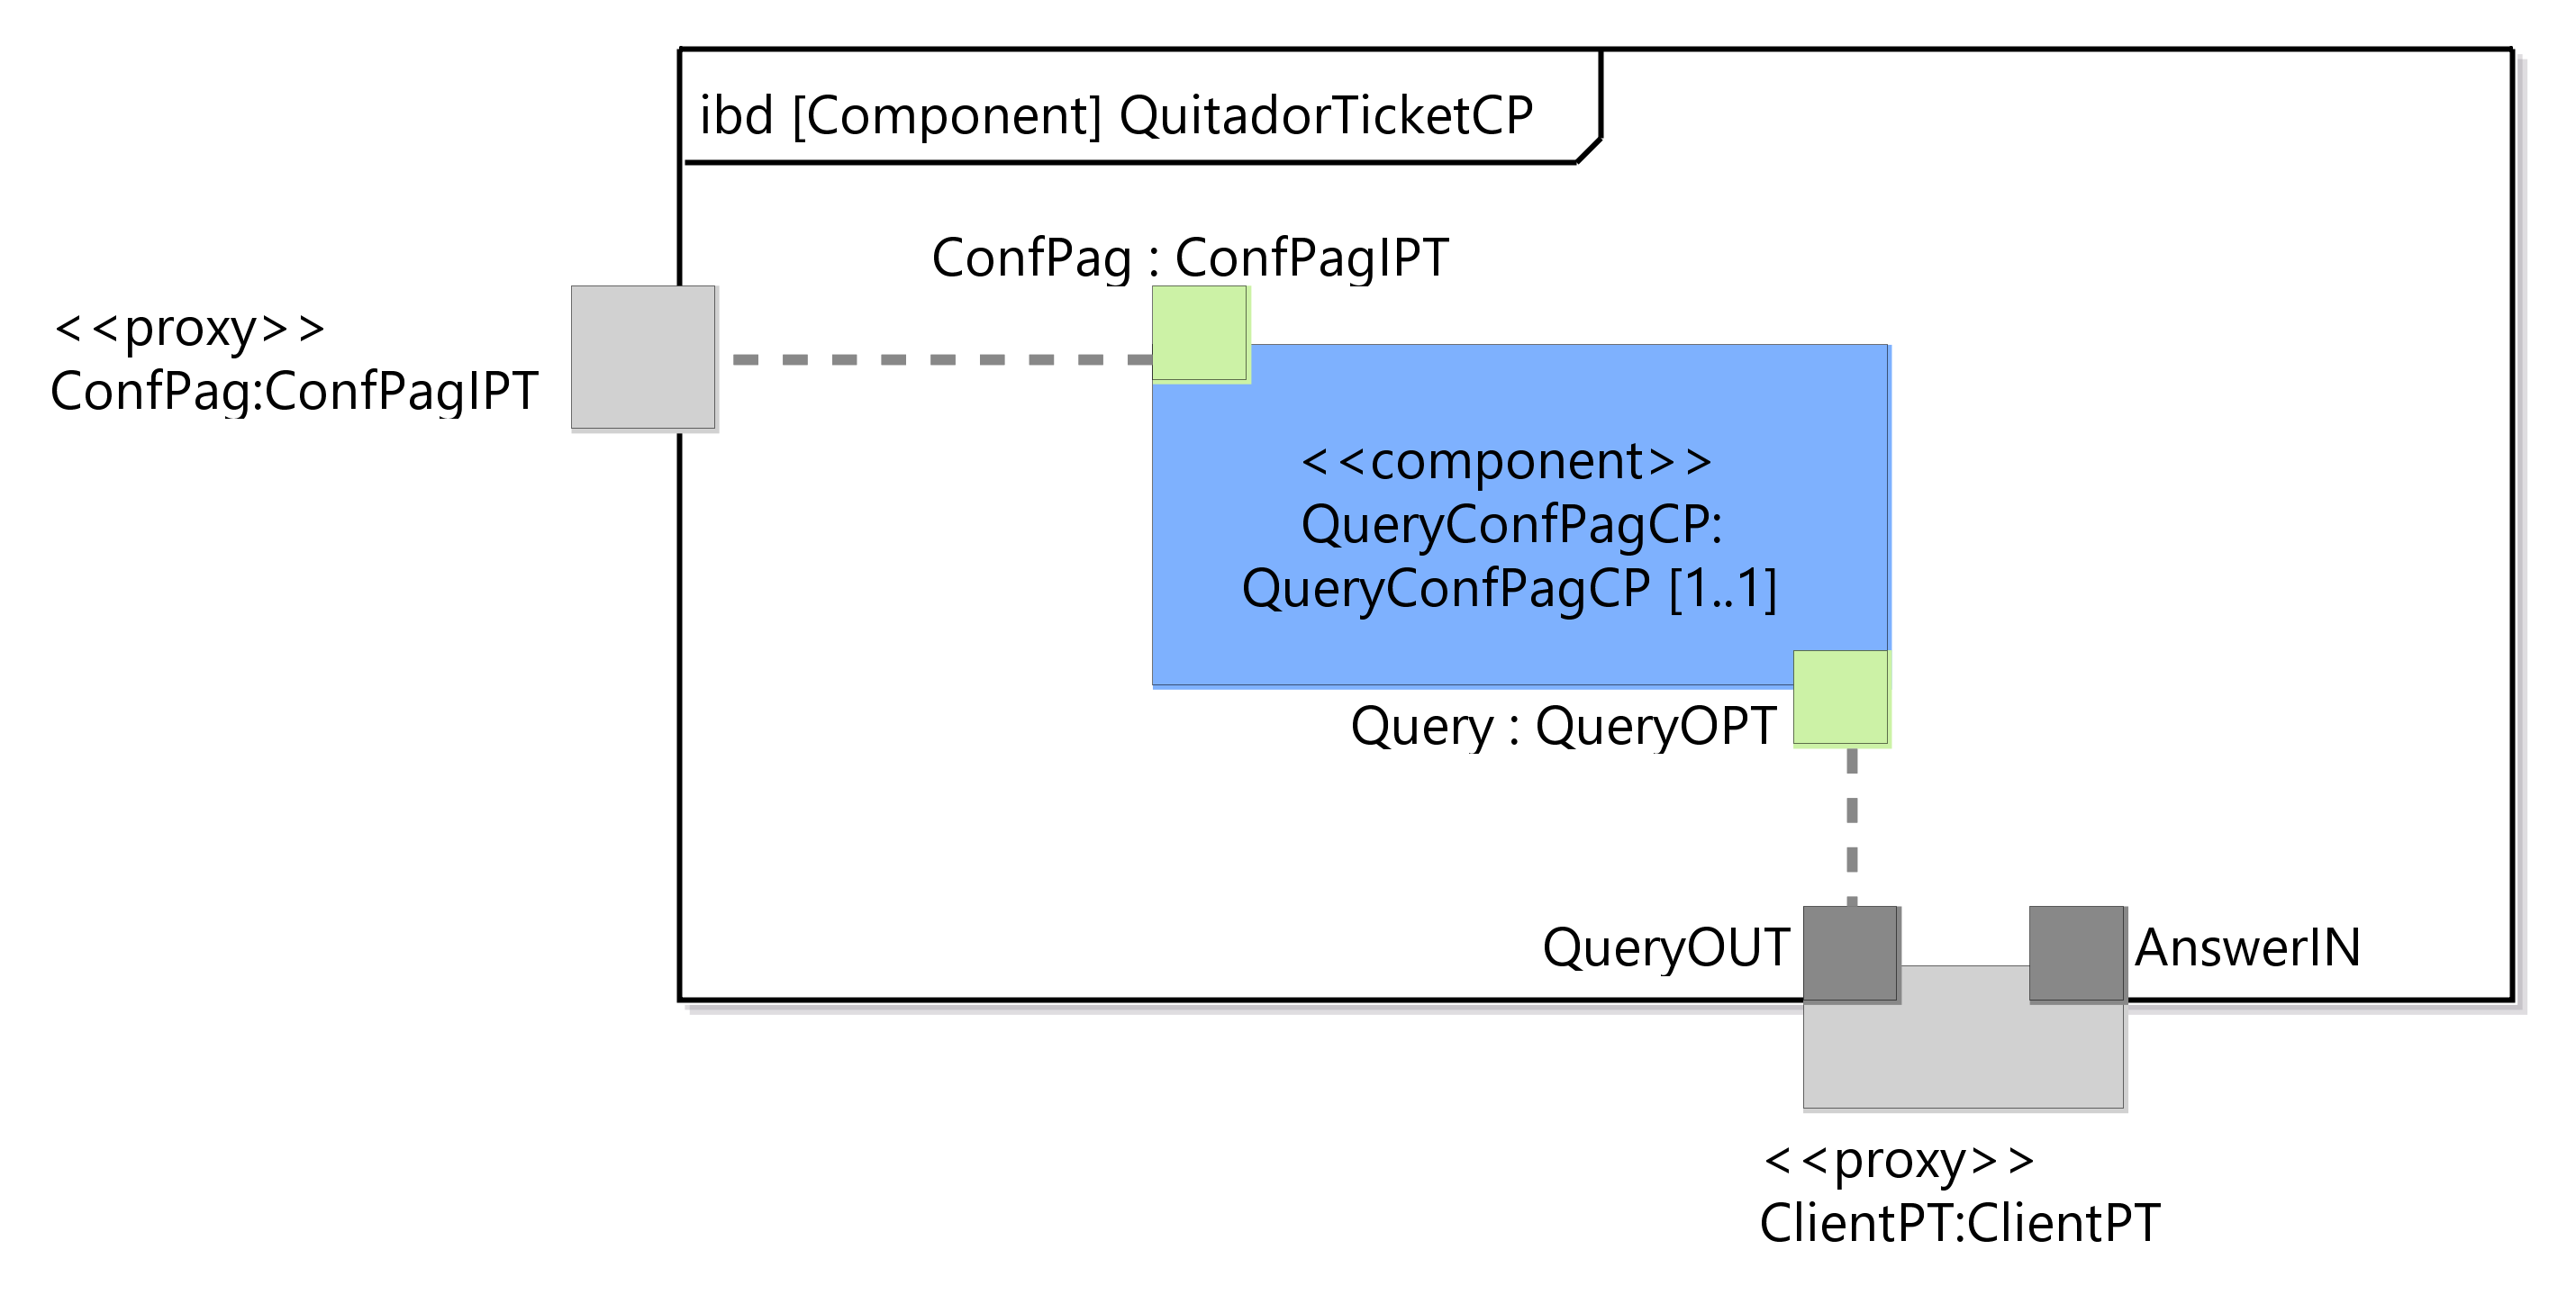 ibd [Component] QuitadorTicketCP
ConfPag : ConfPagIPT
<<proxy>>
ConfPag:ConfPagIPT
<<component>>
QueryConfPagCP:
QueryConfPagCP [1..1]
Query : QueryOPT
QueryOUT
AnswerIN
<<proxy>>
ClientPT:ClientPT